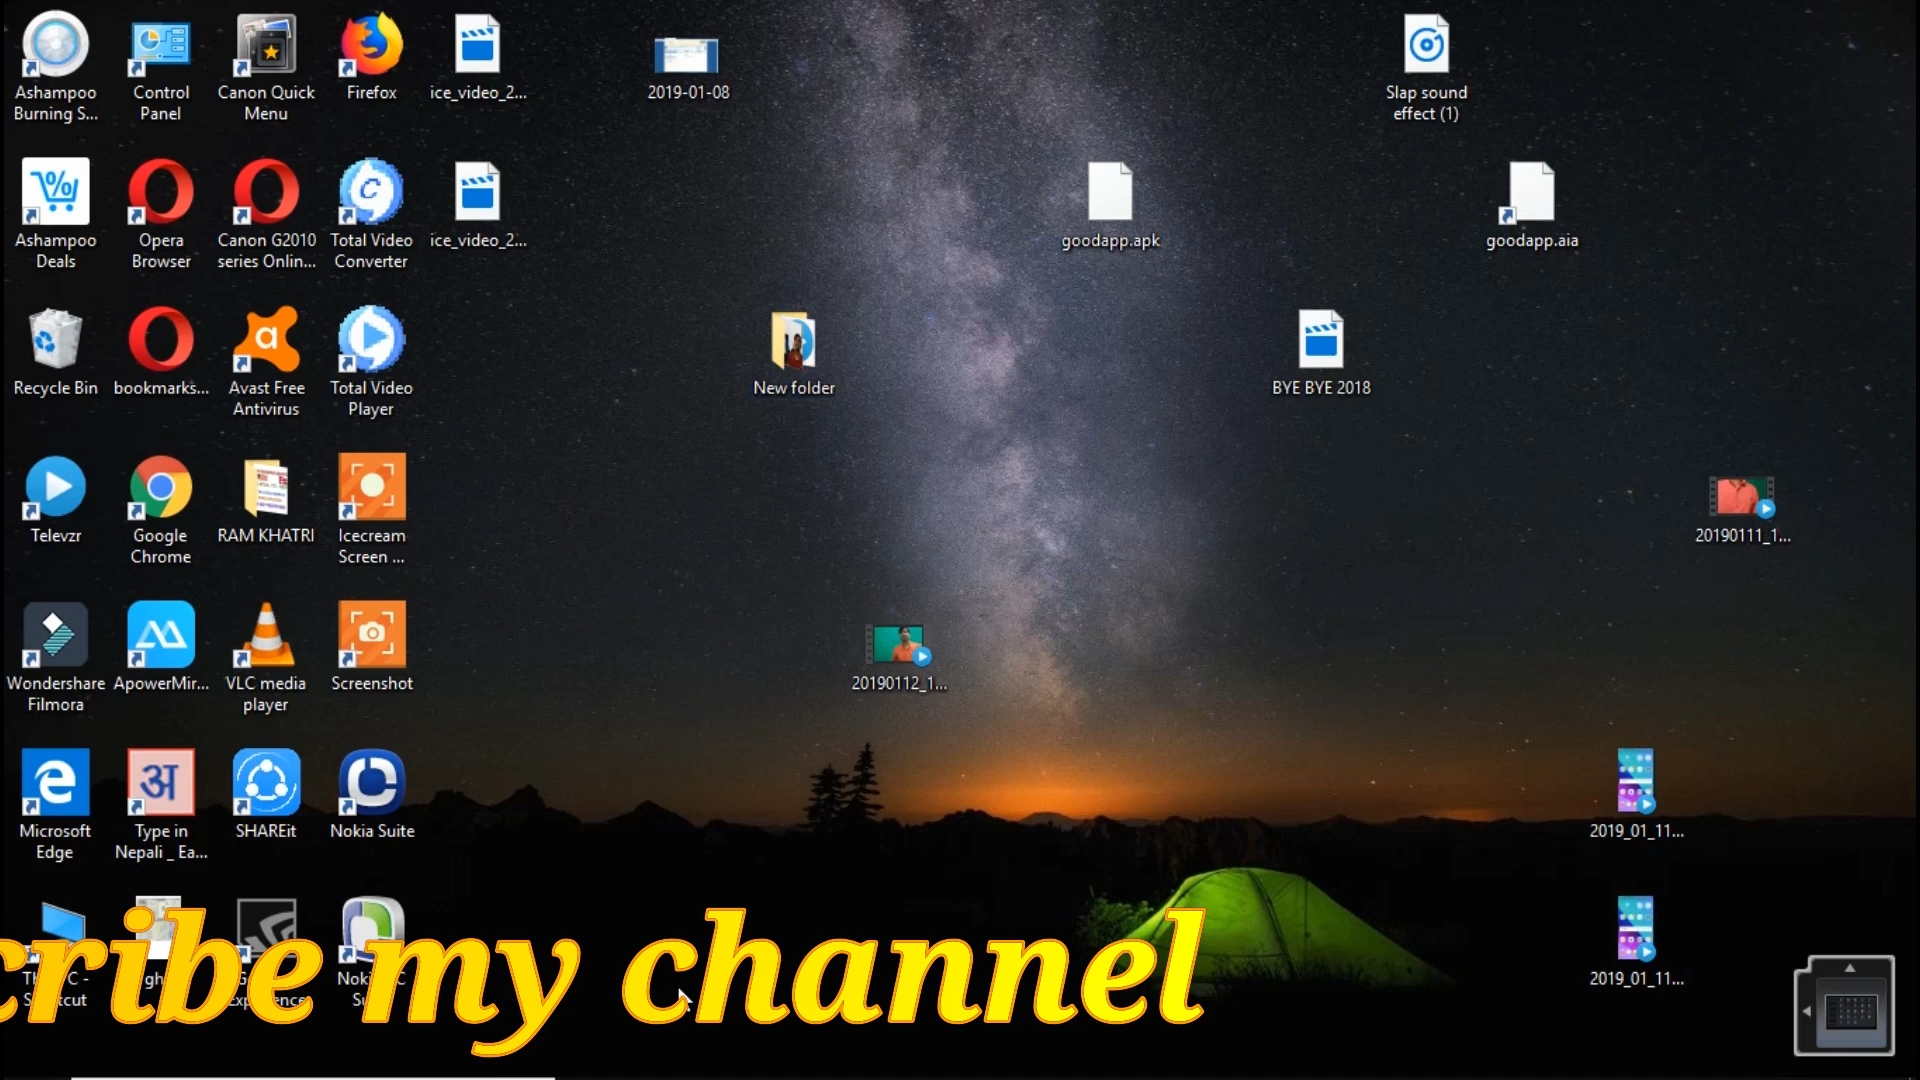 Ashampoo
Burning S...
Control
Panel
Canon Quick
Menu
Firefox
ice_video_2...
2019-01-08
Slap sound
effect (1)
Ashampoo
Deals
Opera
Browser
Canon G2010
series Onlin...
Total Video
Converter
ice_video_2...
goodapp.apk
goodapp.aia
Recycle Bin
bookmarks...
Avast Free
Antivirus
Total Video
Player
New folder
BYE BYE 2018
Televzr
Google
Chrome
RAM KHATRI
Icecream
Screen ...
20190111_1...
Wondershare
Filmora
ApowerMir...
VLC media
player
Screenshot
20190112_1...
Microsoft
Edge
अ
Type in
Nepali _ Ea...
SHAREit
Nokia Suite
2019_01_11...
cribe my channel
2019_01_11...